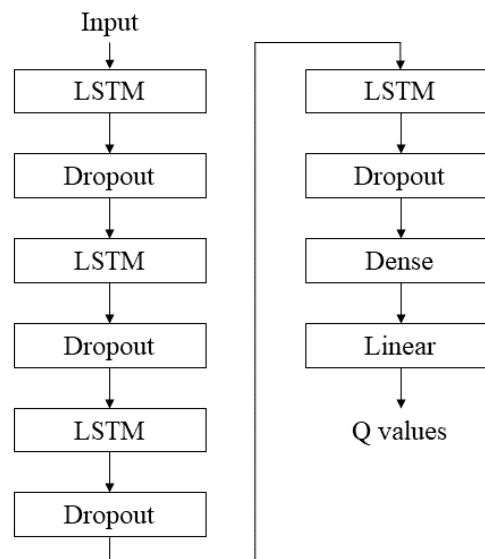 Input
LSTM
Dropout
LSTM
Dropout
LSTM
Dropout
LSTM
Dropout
Dense
Linear
Q values